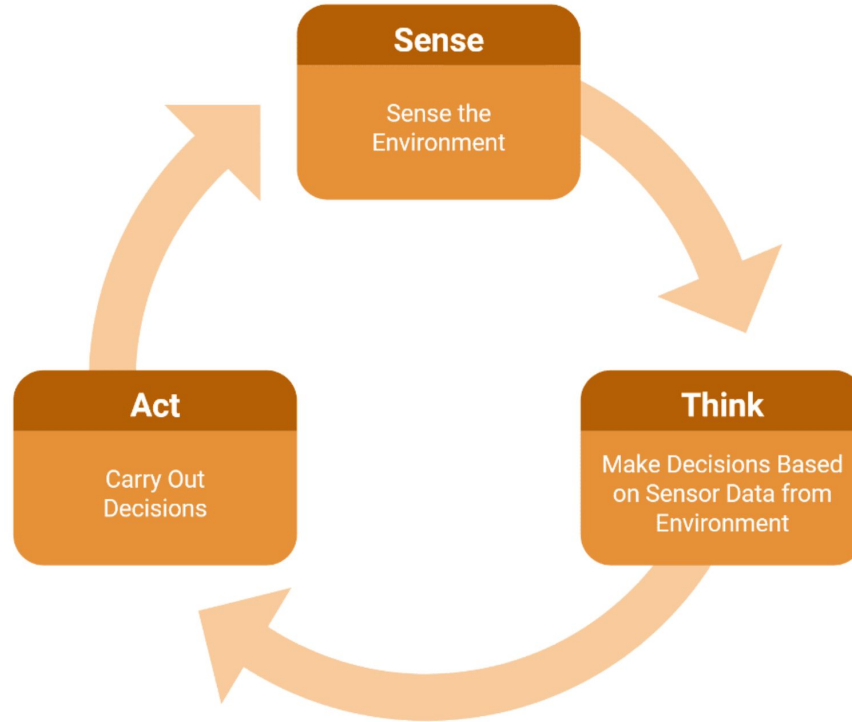 Sense
Sense the
Environment
Act
Carry Out
Decisions
Think
Make Decisions Based
on Sensor Data from
Environment